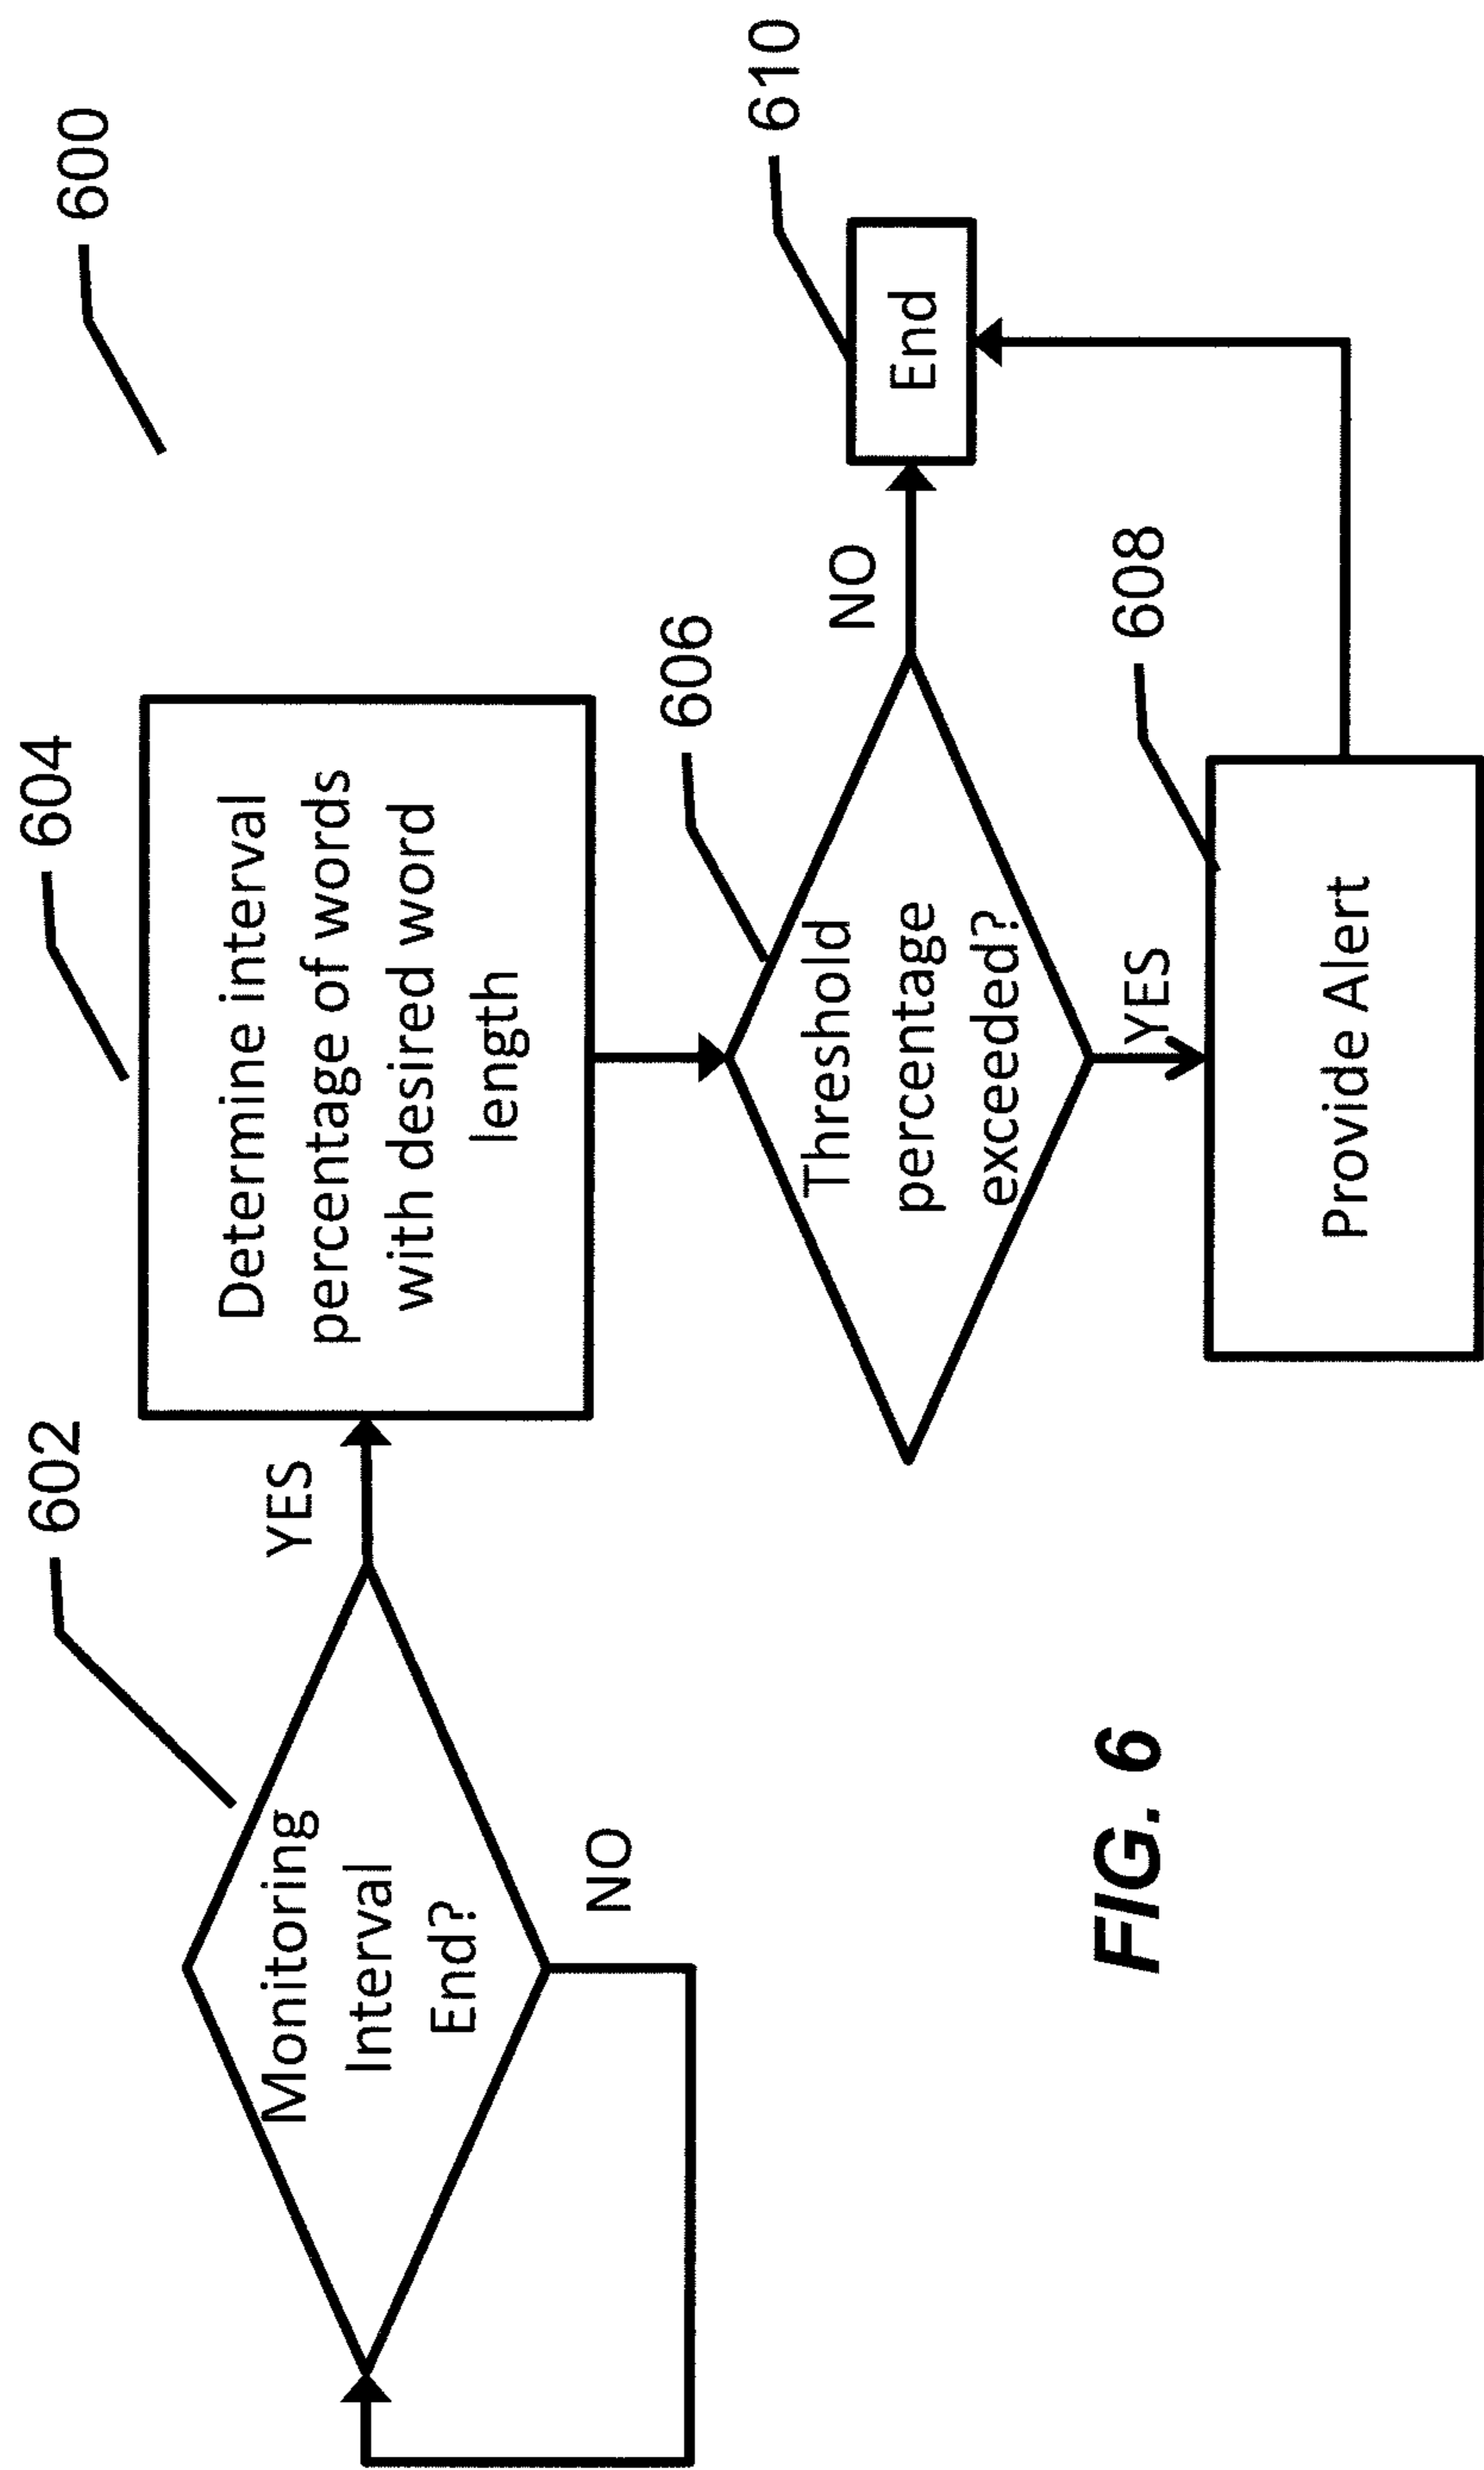 600
602
Monitoring
Interval
End?
YES
NO
604
Determine interval
percentage of words
with desired word
length
606
Threshold
percentage
exceeded?
NO
610
End
YES
608
Provide Alert
FIG. 6